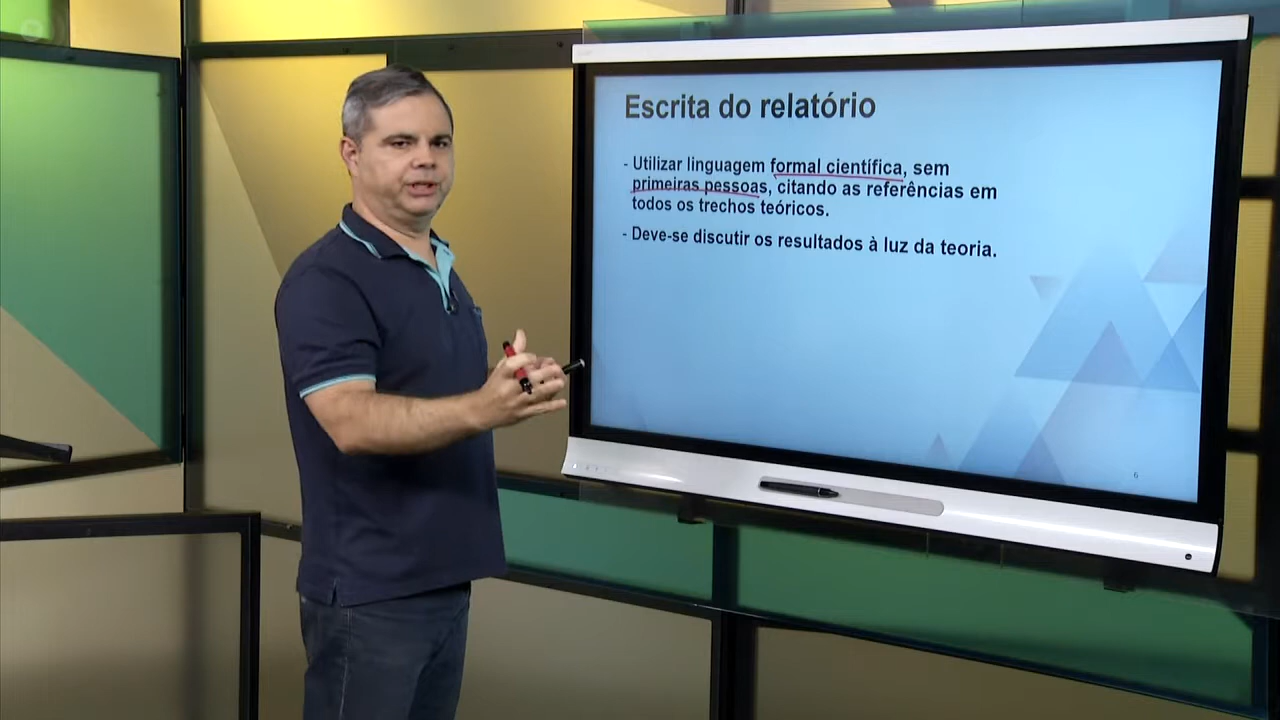 Escrita do relatório
- Utilizar linguagem formal científica, sem
primeiras pessoas, citando as referências em
todos os trechos teóricos.
- Deve-se discutir os resultados à luz da teoria.
6